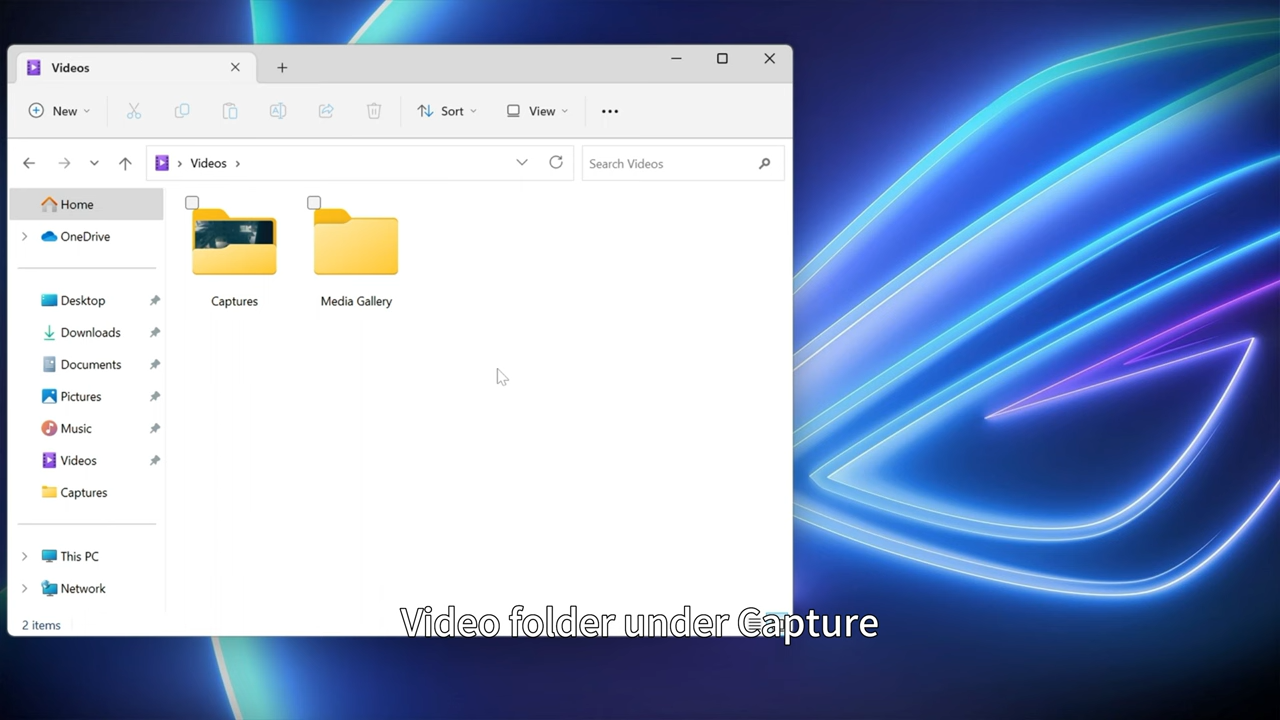 Videos
New
Sort
View
Videos
Search Videos
Home
OneDrive
Desktop
Downloads
Documents
Pictures
Music
Videos
Captures
This PC
Network
Captures
Media Gallery
2 items
Video folder under Capture